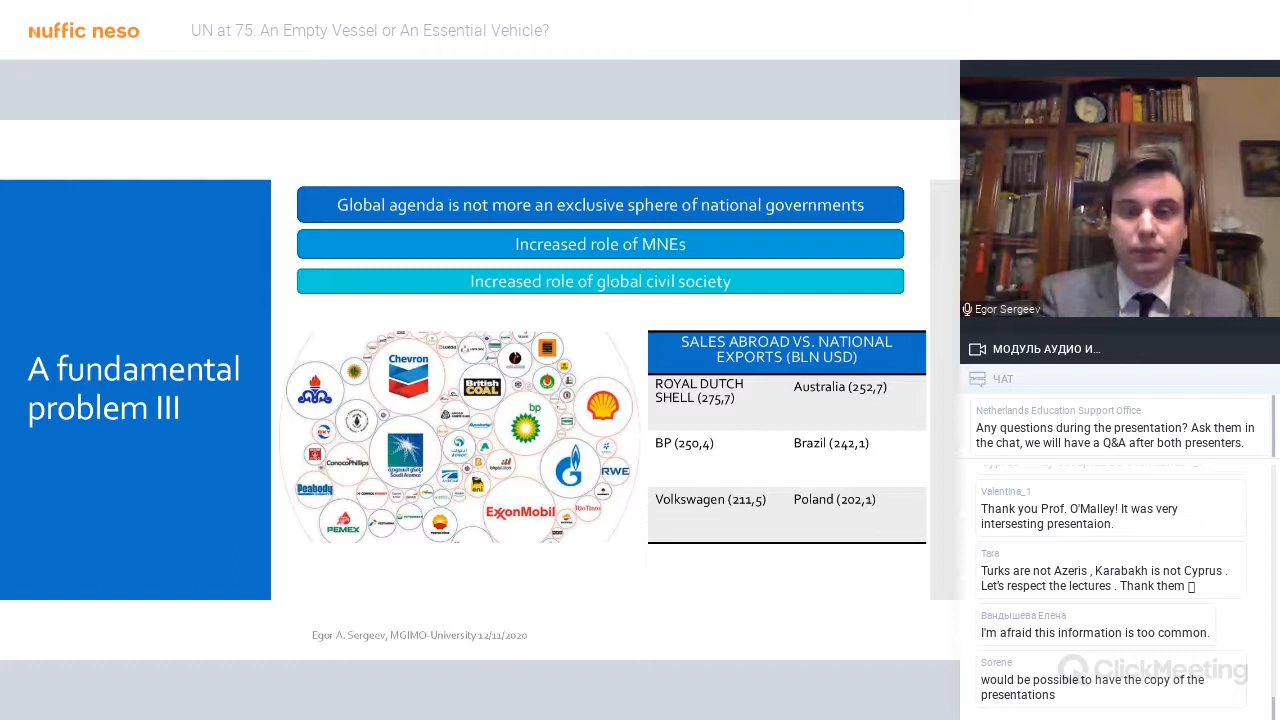 Nuffic neso
UN at 75: An Empty Vessel or An Essential Vehicle?
A fundamental
problem III
Global agenda is not more an exclusive sphere of national governments
Increased role of MNEs
Increased role of global civil society
Chevron
British
COAL
bp
ConocoPhillips
Saudi Aramco
RWE
Peabody
eni
ExxonMobil
RioTinto
PEMEX
SALES ABROAD VS. NATIONAL
EXPORTS (BLN USD)
ROYAL DUTCH
SHELL (275,7)
Australia (252,7)
BP (250,4)
Brazil (242,1)
Volkswagen (211,5)
Poland (202,1)
Egor A. Sergeev, MGIMO-University 12/11/2020
Egor Sergeev
МОДУЛЬ АУДИО И...
ЧАТ
Netherlands Education Support Office
Any questions during the presentation? Ask them in
the chat, we will have a Q&A after both presenters.
Valentina_1
Thank you Prof. O'Malley! It was very
intersesting presentaion.
Tara
Turks are not Azeris , Karabakh is not Cyprus .
Let's respect the lectures . Thank them
Вандышева Елена
I'm afraid this information is too common.
Sorene
would be possible to have the copy of the
presentations
ClickMeeting